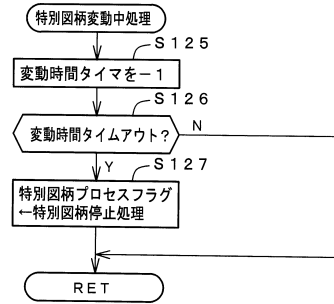 特別図柄変動中処理
S125
変動時間タイマを－1
S126
変動時間タイムアウト？
N
Y
S127
特別図柄プロセスフラグ
←特別図柄停止処理
RET